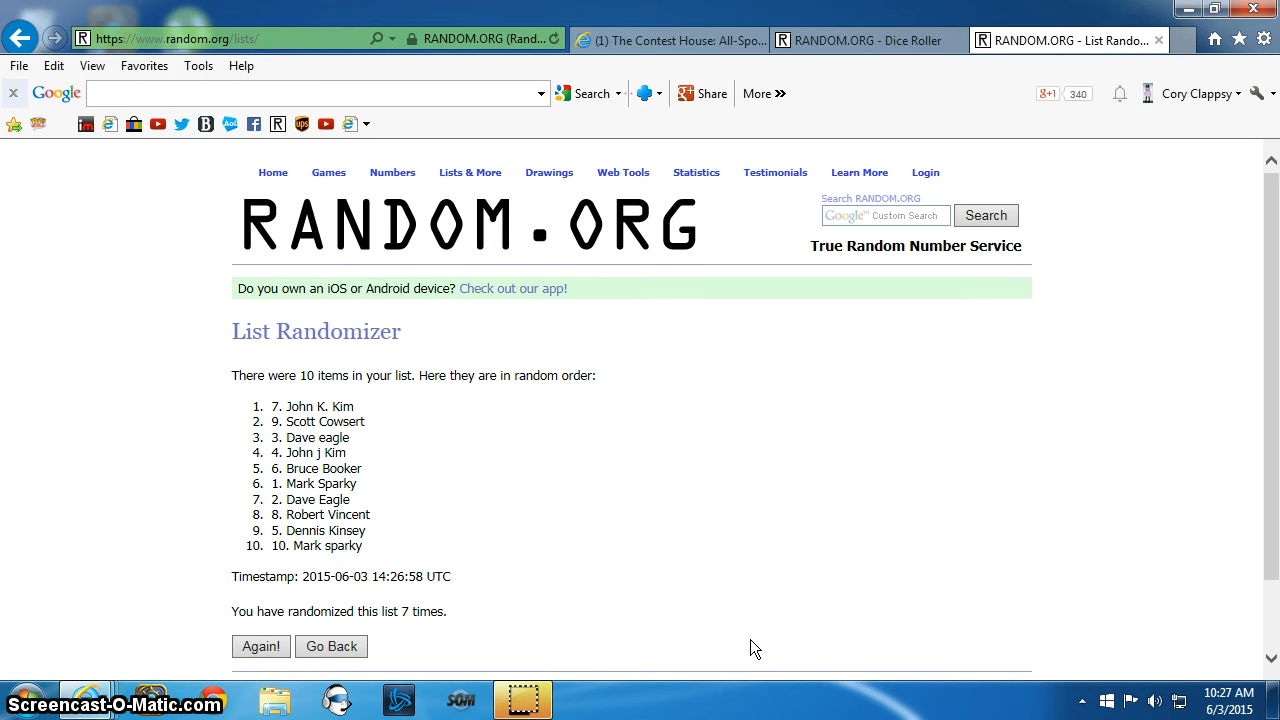 https://www.random.org/lists/
RANDOM.ORG (Rand...
(1) The Contest House: All-Spo...
RANDOM.ORG - Dice Roller
RANDOM.ORG - List Rando...
File Edit View Favorites Tools Help
Google
Search
Share
More »
g+1 340
Cory Clappsy
Home Games Numbers Lists & More Drawings Web Tools Statistics Testimonials Learn More Login
RANDOM.ORG
Search RANDOM.ORG
Google™ Custom Search
Search
True Random Number Service
Do you own an iOS or Android device? Check out our app!
List Randomizer
There were 10 items in your list. Here they are in random order:
1. 7. John K. Kim
2. 9. Scott Cowsert
3. 3. Dave eagle
4. 4. John j Kim
5. 6. Bruce Booker
6. 1. Mark Sparky
7. 2. Dave Eagle
8. 8. Robert Vincent
9. 5. Dennis Kinsey
10. 10. Mark sparky
Timestamp: 2015-06-03 14:26:58 UTC
You have randomized this list 7 times.
Again!
Go Back
Screencast-O-Matic.com
SOM
10:27 AM
6/3/2015